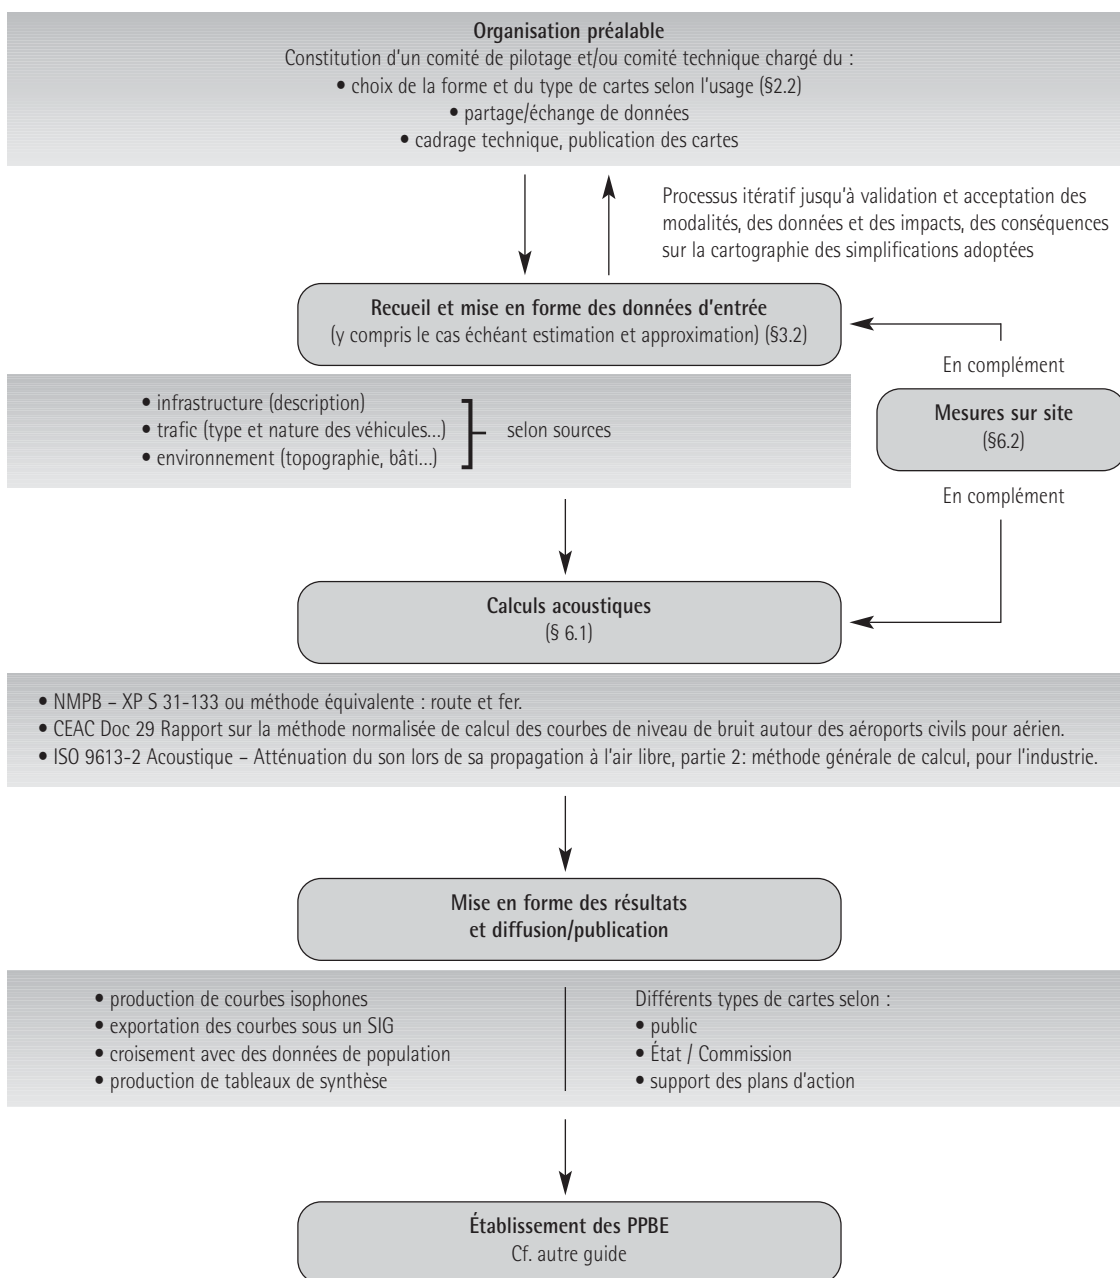 Organisation préalable
Constitution d'un comité de pilotage et/ou comité technique chargé du :
• choix de la forme et du type de cartes selon l'usage (§2.2)
• partage/échange de données
• cadrage technique, publication des cartes
Processus itératif jusqu'à validation et acceptation des
modalités, des données et des impacts, des conséquences
sur la cartographie des simplifications adoptées
Recueil et mise en forme des données d'entrée
(y compris le cas échéant estimation et approximation) (§3.2)
En complément
• infrastructure (description)
• trafic (type et nature des véhicules...)
• environnement (topographie, bâti...)
selon sources
Mesures sur site
(§6.2)
En complément
Calculs acoustiques
(§ 6.1)
• NMPB – XP S 31-133 ou méthode équivalente : route et fer.
• CEAC Doc 29 Rapport sur la méthode normalisée de calcul des courbes de niveau de bruit autour des aéroports civils pour aérien.
• ISO 9613-2 Acoustique – Atténuation du son lors de sa propagation à l'air libre, partie 2: méthode générale de calcul, pour l'industrie.
Mise en forme des résultats
et diffusion/publication
• production de courbes isophones
• exportation des courbes sous un SIG
• croisement avec des données de population
• production de tableaux de synthèse
Différents types de cartes selon :
• public
• État / Commission
• support des plans d'action
Établissement des PPBE
Cf. autre guide